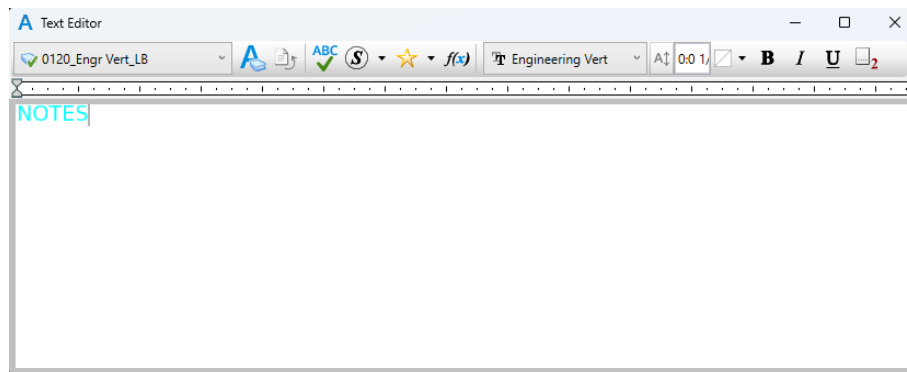 A Text Editor
0120_Engr Vert_LB A ABC S f(x) Engineering Vert A 0:0 1/ B I U 2
NOTES